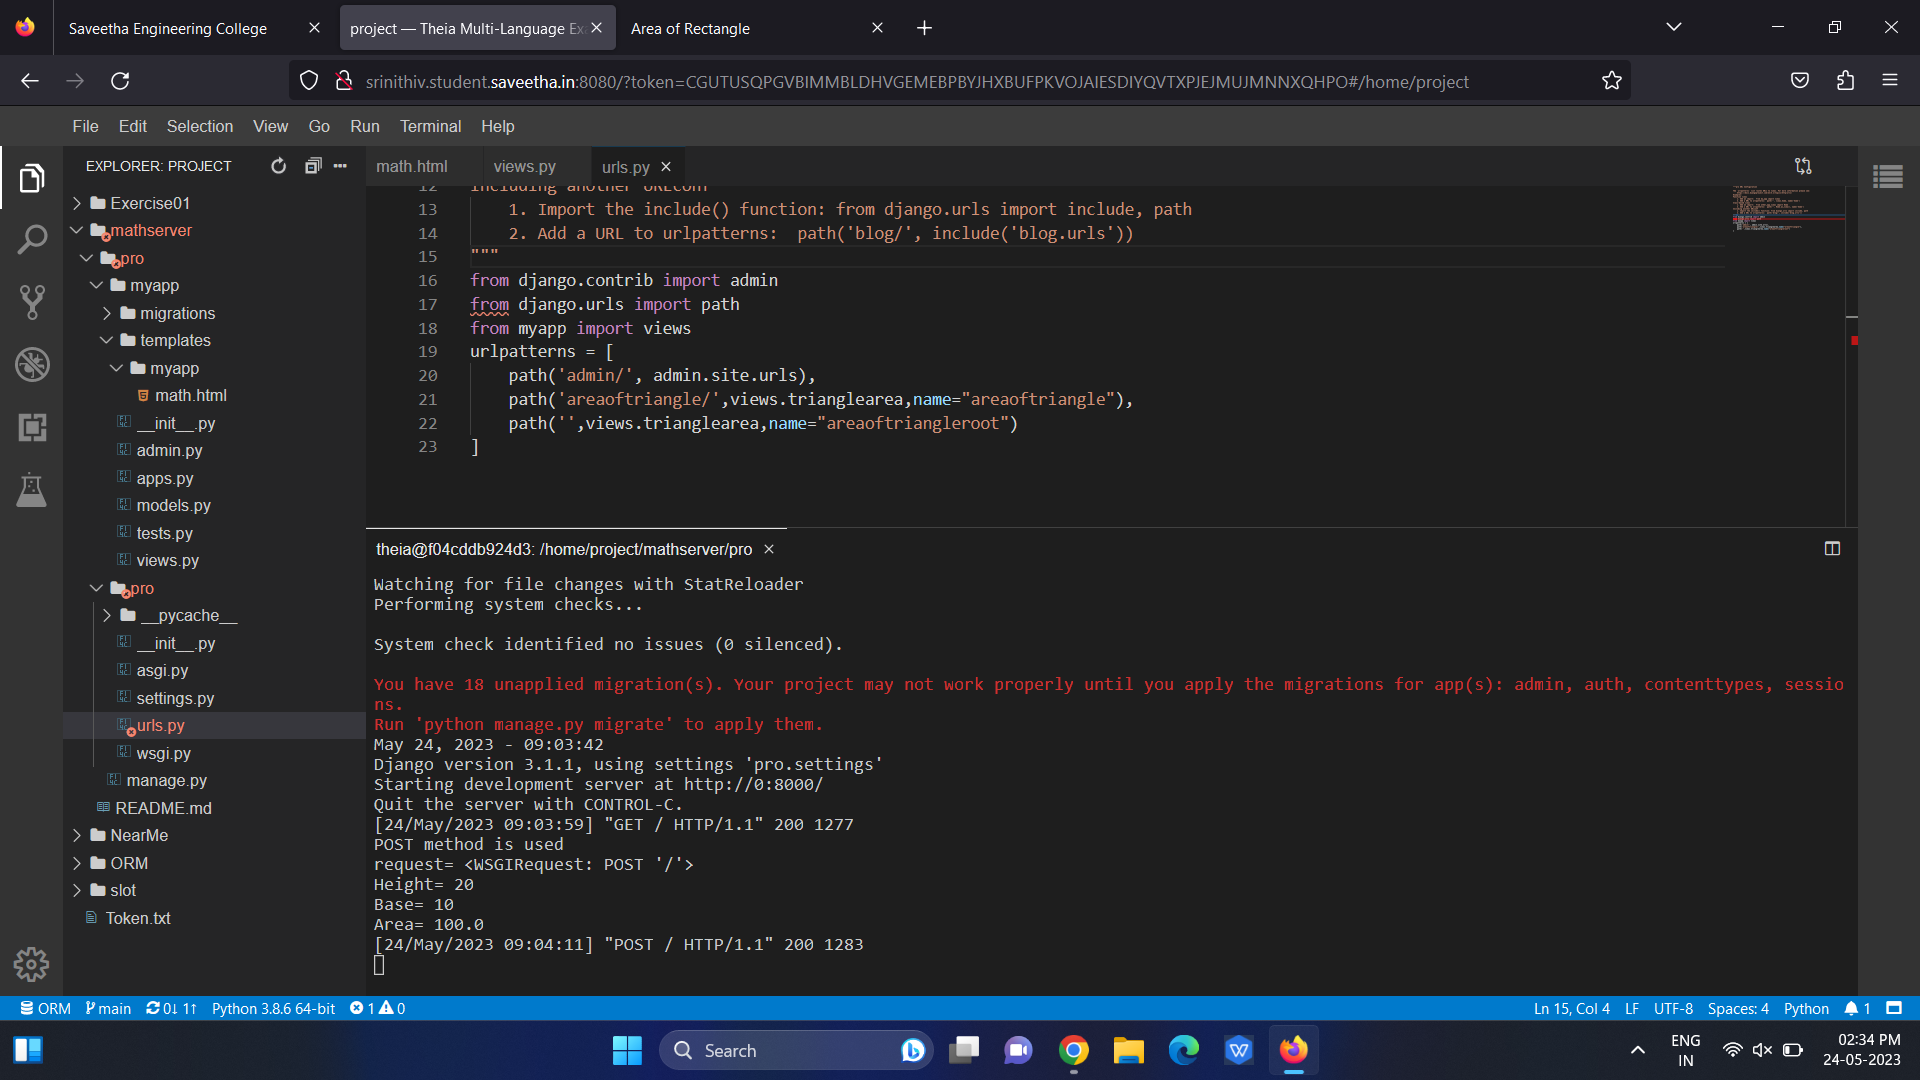 Saveetha Engineering College
project — Theia Multi-Language Ex
Area of Rectangle
srinithiv.student.saveetha.in:8080/?token=CGUTUSQPGVBIMMBLDHVGEMEBPBYJHXBUFPKVOJAIESDIYQVTXPJEJMUJMNNXQHPO#/home/project
File Edit Selection View Go Run Terminal Help
EXPLORER: PROJECT
Exercise01
mathserver
pro
myapp
migrations
templates
myapp
math.html
__init__.py
admin.py
apps.py
models.py
tests.py
views.py
pro
__pycache__
__init__.py
asgi.py
settings.py
urls.py
wsgi.py
manage.py
README.md
NearMe
ORM
slot
Token.txt
math.html views.py urls.py
12 Including another URLconf
13 1. Import the include() function: from django.urls import include, path
14 2. Add a URL to urlpatterns:  path('blog/', include('blog.urls'))
15 """
16 from django.contrib import admin
17 from django.urls import path
18 from myapp import views
19 urlpatterns = [
20 path('admin/', admin.site.urls),
21 path('areaoftriangle/',views.trianglearea,name="areaoftriangle"),
22 path('',views.trianglearea,name="areaoftriangleroot")
23 ]
theia@f04cddb924d3: /home/project/mathserver/pro
Watching for file changes with StatReloader
Performing system checks...
System check identified no issues (0 silenced).
You have 18 unapplied migration(s). Your project may not work properly until you apply the migrations for app(s): admin, auth, contenttypes, sessio
ns.
Run 'python manage.py migrate' to apply them.
May 24, 2023 - 09:03:42
Django version 3.1.1, using settings 'pro.settings'
Starting development server at http://0:8000/
Quit the server with CONTROL-C.
[24/May/2023 09:03:59] "GET / HTTP/1.1" 200 1277
POST method is used
request= <WSGIRequest: POST '/'>
Height= 20
Base= 10
Area= 100.0
[24/May/2023 09:04:11] "POST / HTTP/1.1" 200 1283
ORM main 0↓ 1↑ Python 3.8.6 64-bit 1 0
Ln 15, Col 4 LF UTF-8 Spaces: 4 Python 1
Search
ENG
IN
02:34 PM
24-05-2023